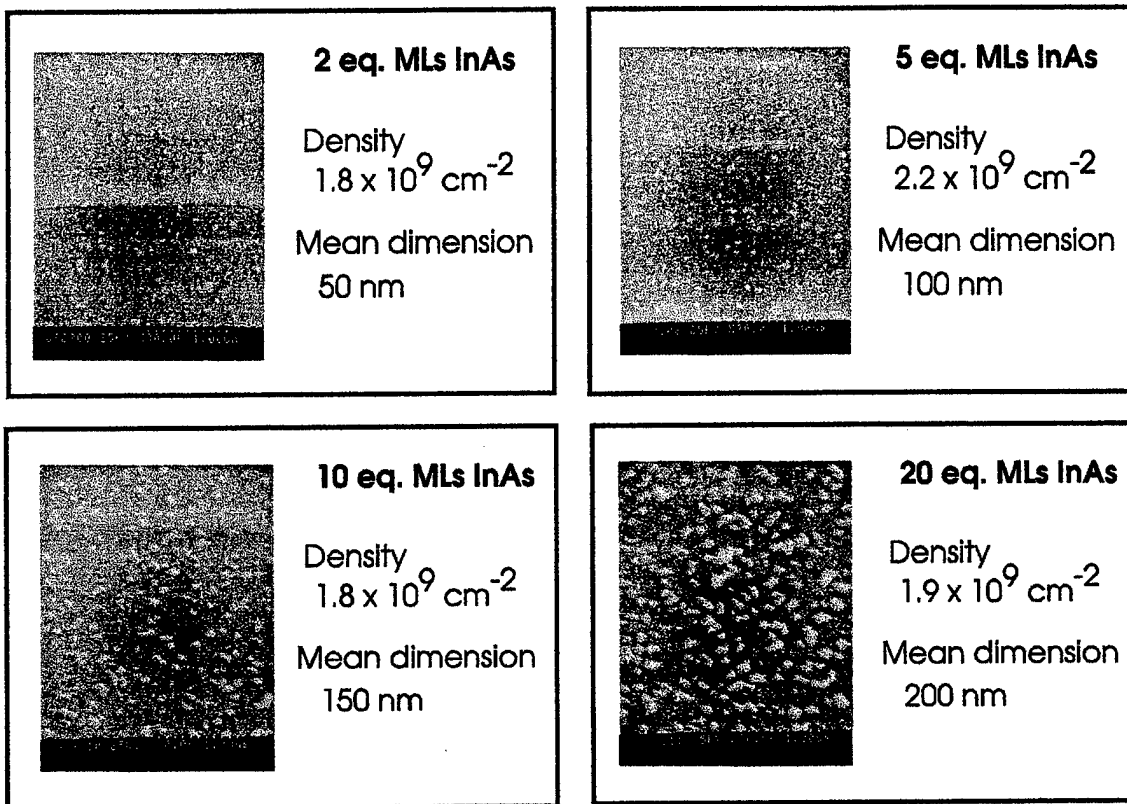 2 eq. MLs InAs
Density
1.8 x 10^9 cm^-2
Mean dimension
50 nm
5 eq. MLs InAs
Density
2.2 x 10^9 cm^-2
Mean dimension
100 nm
10 eq. MLs InAs
Density
1.8 x 10^9 cm^-2
Mean dimension
150 nm
20 eq. MLs InAs
Density
1.9 x 10^9 cm^-2
Mean dimension
200 nm